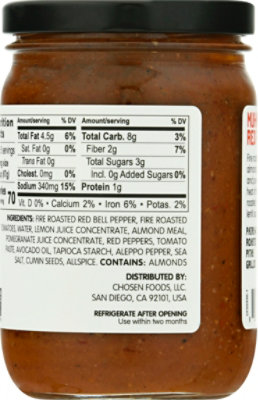 trition
Amount/serving % DV Amount/serving % DV
Total Fat 4.5g 6% Total Carb. 8g 3%
Sat. Fat 0g 0% Fiber 2g 7%
Trans Fat 0g Total Sugars 3g
Cholest. 0mg 0% Incl. 0g Added Sugars 0%
Sodium 340mg 15% Protein 1g
70 Vit. D 0% • Calcium 2% • Iron 6% • Potas. 2%
INGREDIENTS: FIRE ROASTED RED BELL PEPPER, FIRE ROASTED
TOMATOES, WATER, LEMON JUICE CONCENTRATE, ALMOND MEAL,
POMEGRANATE JUICE CONCENTRATE, RED PEPPERS, TOMATO
PASTE, AVOCADO OIL, TAPIOCA STARCH, ALEPPO PEPPER, SEA
SALT, CUMIN SEEDS, ALLSPICE. CONTAINS: ALMONDS
DISTRIBUTED BY:
CHOSEN FOODS, LLC.
SAN DIEGO, CA 92101, USA
REFRIGERATE AFTER OPENING
Use within two months